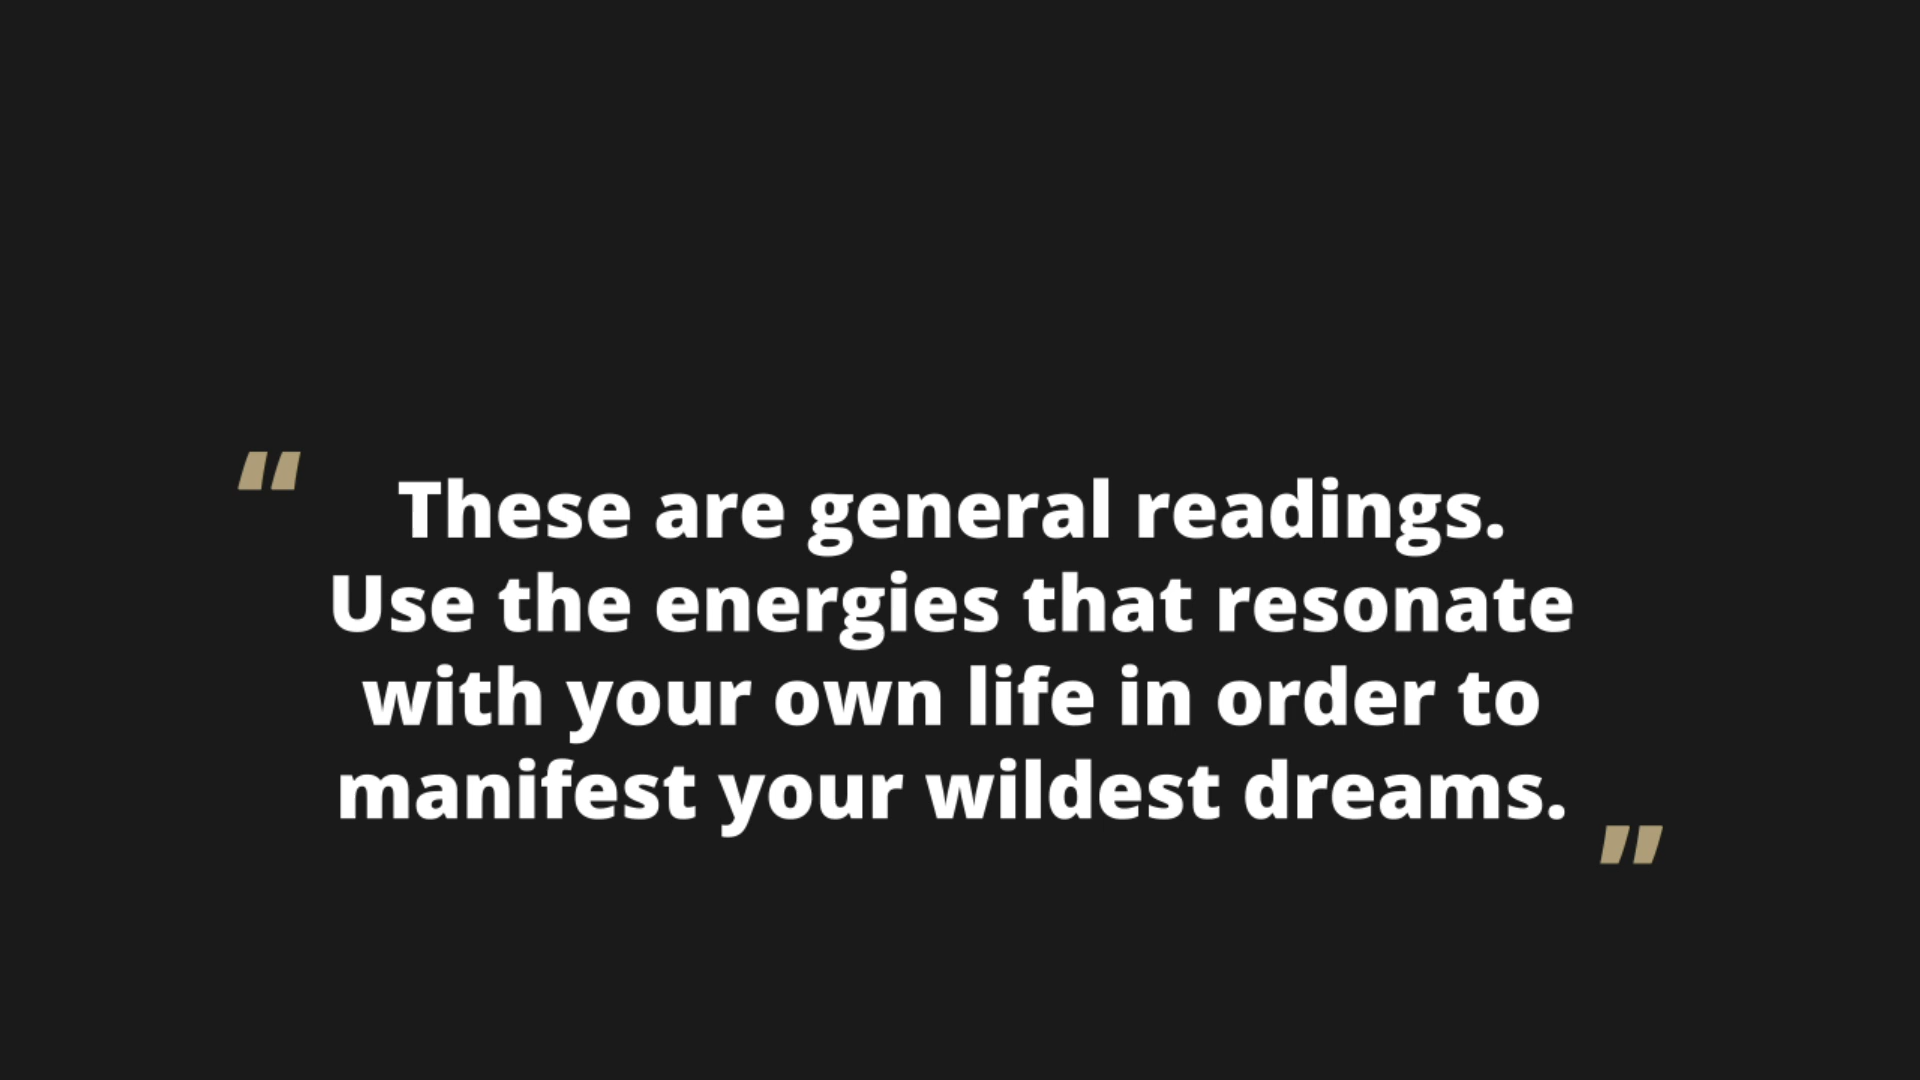 “ These are general readings.
Use the energies that resonate
with your own life in order to
manifest your wildest dreams. ”